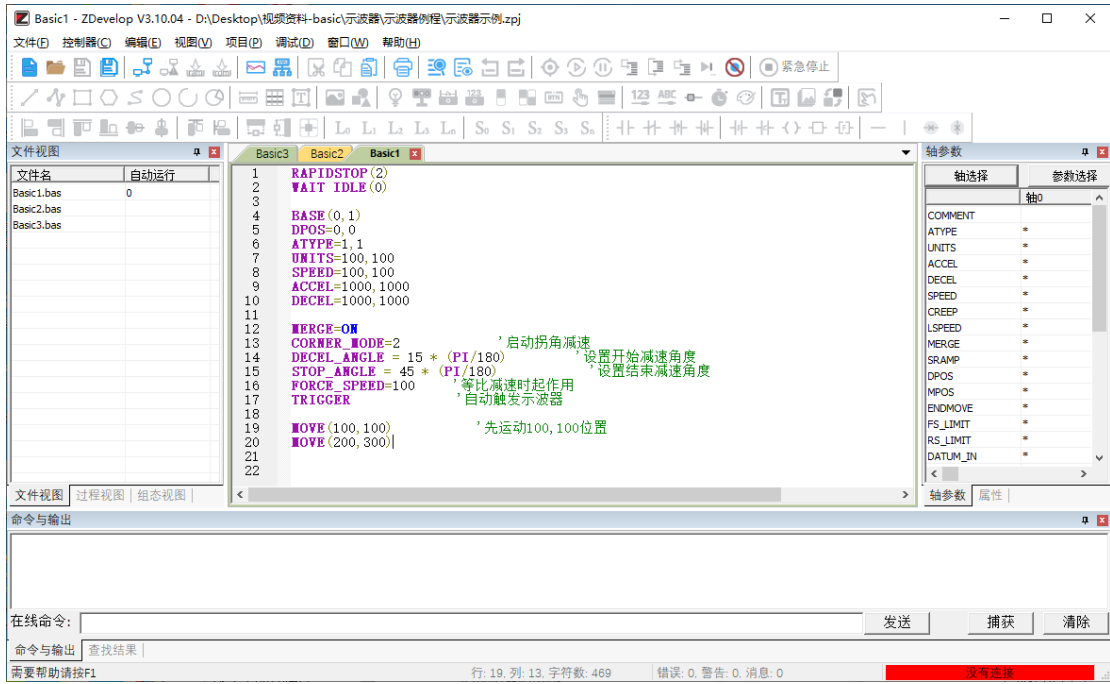 Basic1 - ZDevelop V3.10.04 - D:\Desktop\视频资料-basic\示波器\示波器例程\示波器示例.zpj
文件(F) 控制器(C) 编辑(E) 视图(V) 项目(P) 调试(D) 窗口(W) 帮助(H)
紧急停止
123 ABC
L₀ L₁ L₂ L₃ Lₙ S₀ S₁ S₂ S₃ Sₙ
文件视图
文件名 自动运行
Basic1.bas 0
Basic2.bas
Basic3.bas
文件视图 过程视图 组态视图
Basic3 Basic2 Basic1
1 RAPIDSTOP(2)
2 WAIT IDLE(0)
3
4 BASE(0,1)
5 DPOS=0,0
6 ATYPE=1,1
7 UNITS=100,100
8 SPEED=100,100
9 ACCEL=1000,1000
10 DECEL=1000,1000
11
12 MERGE=ON
13 CORNER_MODE=2 '启动拐角减速
14 DECEL_ANGLE = 15 * (PI/180) '设置开始减速角度
15 STOP_ANGLE = 45 * (PI/180) '设置结束减速角度
16 FORCE_SPEED=100 '等比减速时起作用
17 TRIGGER '自动触发示波器
18
19 MOVE(100,100) '先运动100,100位置
20 MOVE(200,300)
21
22
轴参数
轴选择 参数选择
轴0
COMMENT
ATYPE *
UNITS *
ACCEL *
DECEL *
SPEED *
CREEP *
LSPEED *
MERGE *
SRAMP *
DPOS *
MPOS *
ENDMOVE *
FS_LIMIT *
RS_LIMIT *
DATUM_IN *
轴参数 属性
命令与输出
在线命令: 发送 捕获 清除
命令与输出 查找结果
需要帮助请按F1 行: 19, 列: 13, 字符数: 469 错误: 0, 警告: 0, 消息: 0 没有连接